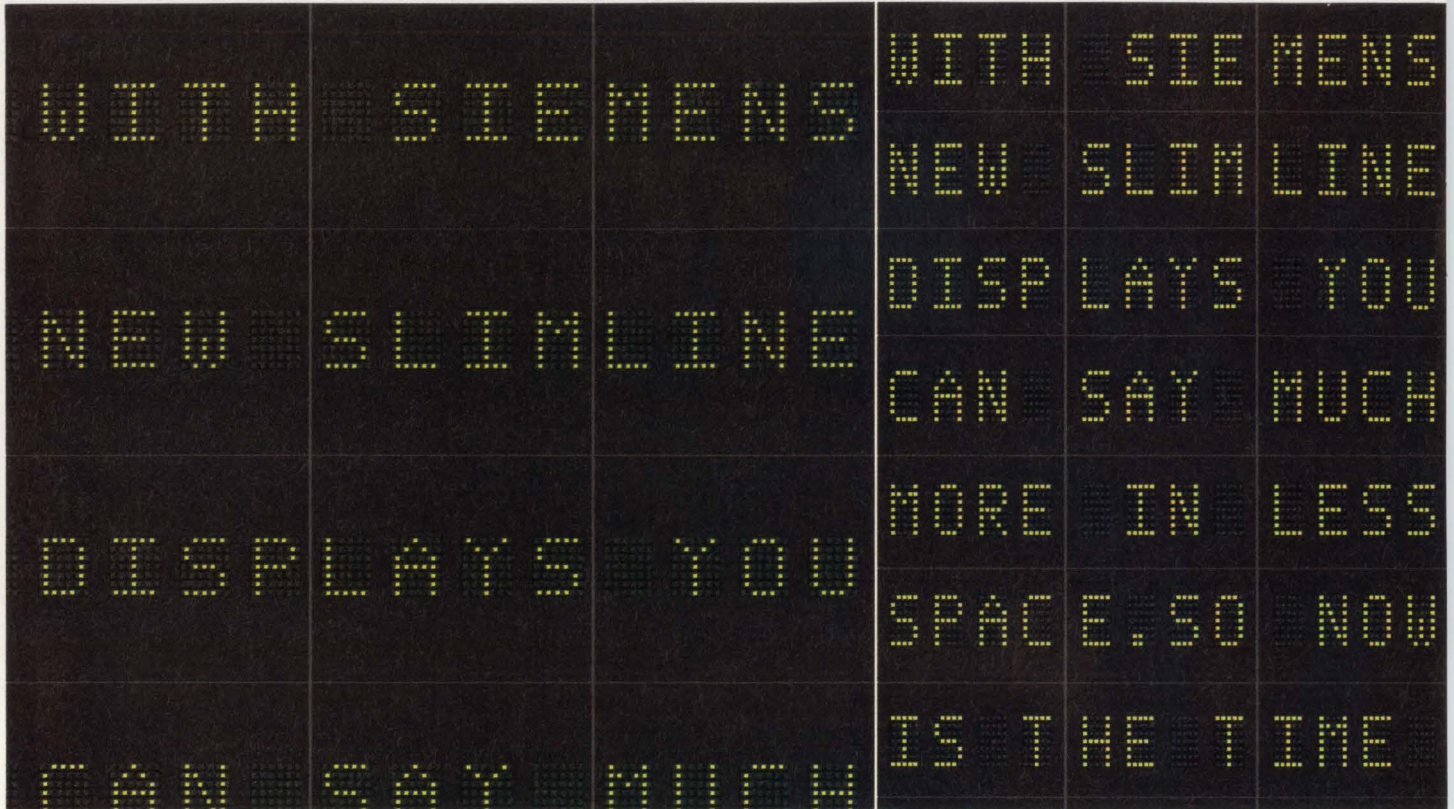 WITH SIEMENS
NEW SLIMLINE
DISPLAYS YOU
CAN SAY MUCH
WITH SIEMENS
NEW SLIMLINE
DISPLAYS YOU
CAN SAY MUCH
MORE IN LESS
SPACE.SO NOW
IS THE TIME